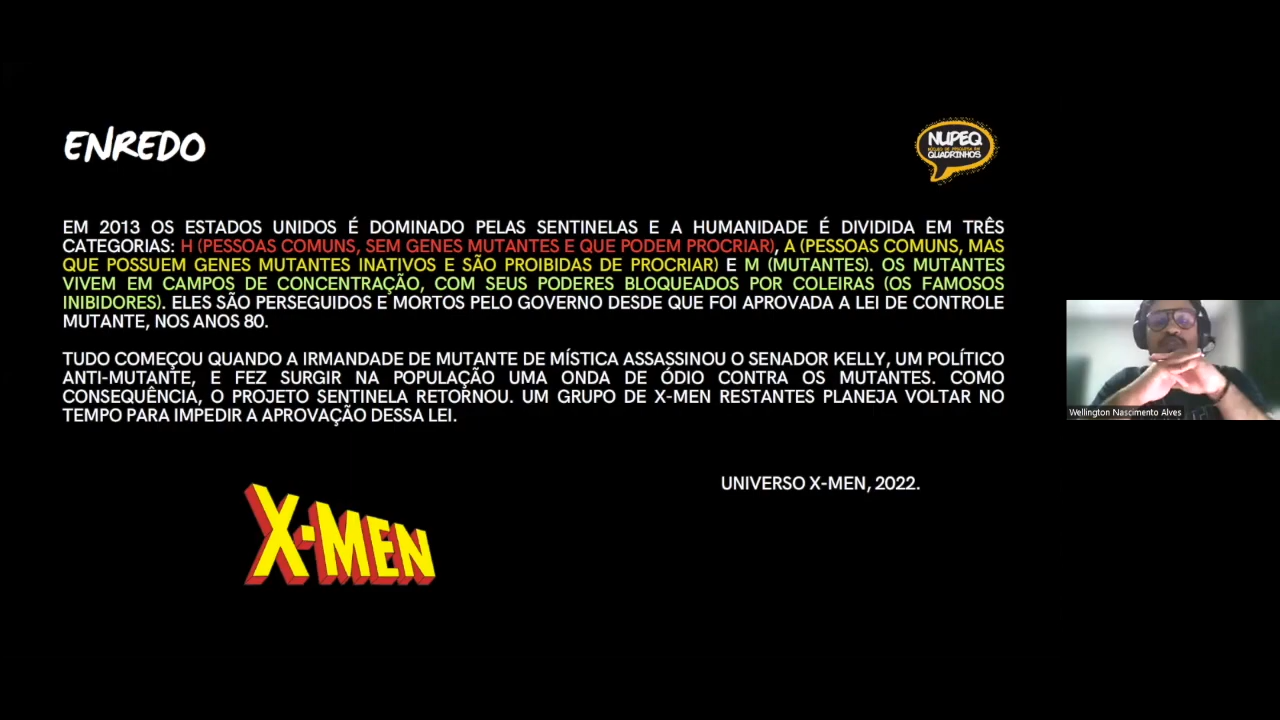 ENREDO
NUPEQ
NÚCLEO DE PESQUISA EM
QUADRINHOS
EM 2013 OS ESTADOS UNIDOS É DOMINADO PELAS SENTINELAS E A HUMANIDADE É DIVIDIDA EM TRÊS
CATEGORIAS: H (PESSOAS COMUNS, SEM GENES MUTANTES E QUE PODEM PROCRIAR), A (PESSOAS COMUNS, MAS
QUE POSSUEM GENES MUTANTES INATIVOS E SÃO PROIBIDAS DE PROCRIAR) E M (MUTANTES). OS MUTANTES
VIVEM EM CAMPOS DE CONCENTRAÇÃO, COM SEUS PODERES BLOQUEADOS POR COLEIRAS (OS FAMOSOS
INIBIDORES). ELES SÃO PERSEGUIDOS E MORTOS PELO GOVERNO DESDE QUE FOI APROVADA A LEI DE CONTROLE
MUTANTE, NOS ANOS 80.
TUDO COMEÇOU QUANDO A IRMANDADE DE MUTANTE DE MÍSTICA ASSASSINOU O SENADOR KELLY, UM POLÍTICO
ANTI-MUTANTE, E FEZ SURGIR NA POPULAÇÃO UMA ONDA DE ÓDIO CONTRA OS MUTANTES. COMO
CONSEQUÊNCIA, O PROJETO SENTINELA RETORNOU. UM GRUPO DE X-MEN RESTANTES PLANEJA VOLTAR NO
TEMPO PARA IMPEDIR A APROVAÇÃO DESSA LEI.
UNIVERSO X-MEN, 2022.
X-MEN
Wellington Nascimento Alves